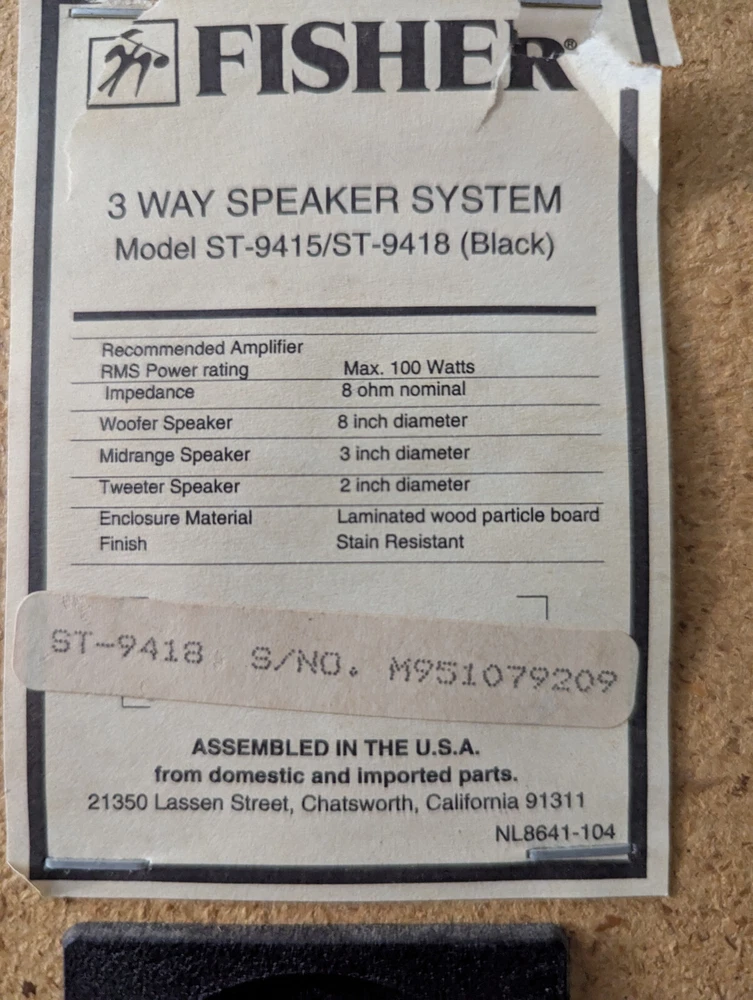 FISHER®
3 WAY SPEAKER SYSTEM
Model ST-9415/ST-9418 (Black)
Recommended Amplifier
RMS Power rating Max. 100 Watts
Impedance 8 ohm nominal
Woofer Speaker 8 inch diameter
Midrange Speaker 3 inch diameter
Tweeter Speaker 2 inch diameter
Enclosure Material Laminated wood particle board
Finish Stain Resistant
ST-9418 S/NO. M951079209
ASSEMBLED IN THE U.S.A.
from domestic and imported parts.
21350 Lassen Street, Chatsworth, California 91311
NL8641-104